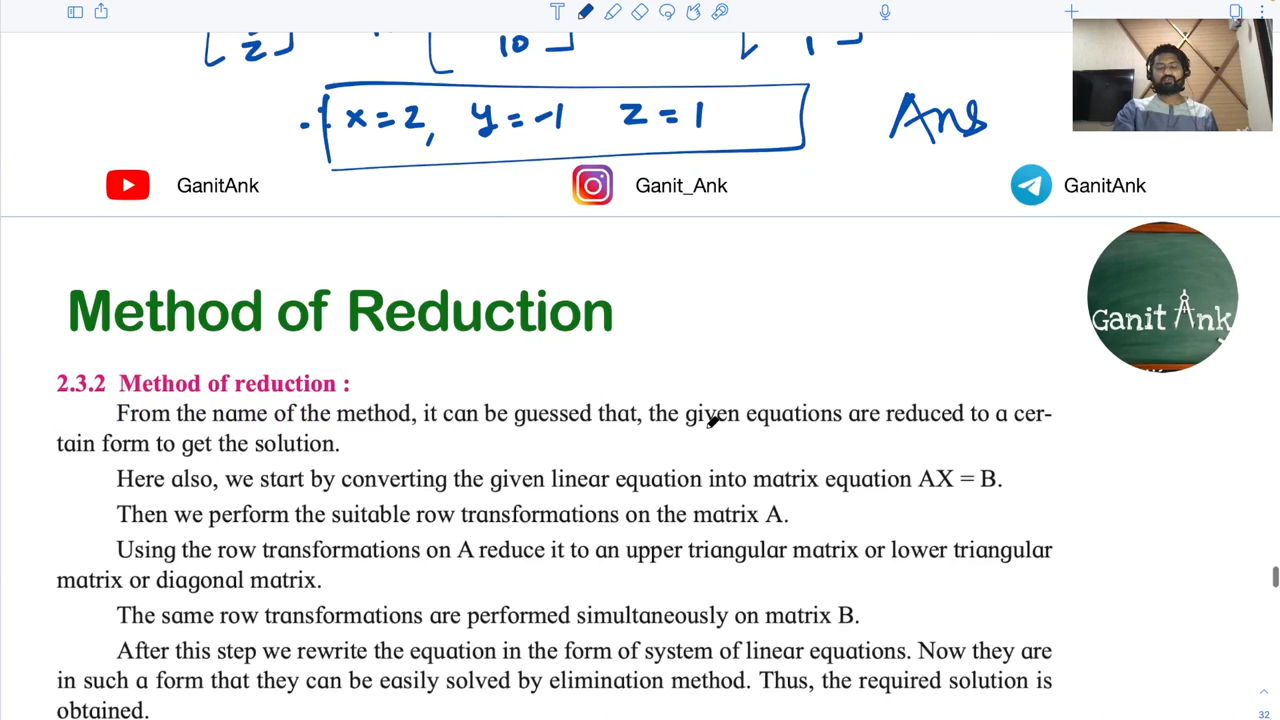 2
10
1
∴ x=2, y=-1 z=1 Ans
GanitAnk Ganit_Ank GanitAnk
Ganit Ank
Method of Reduction
2.3.2 Method of reduction :
From the name of the method, it can be guessed that, the given equations are reduced to a cer-
tain form to get the solution.
Here also, we start by converting the given linear equation into matrix equation AX = B.
Then we perform the suitable row transformations on the matrix A.
Using the row transformations on A reduce it to an upper triangular matrix or lower triangular
matrix or diagonal matrix.
The same row transformations are performed simultaneously on matrix B.
After this step we rewrite the equation in the form of system of linear equations. Now they are
in such a form that they can be easily solved by elimination method. Thus, the required solution is
obtained.
32